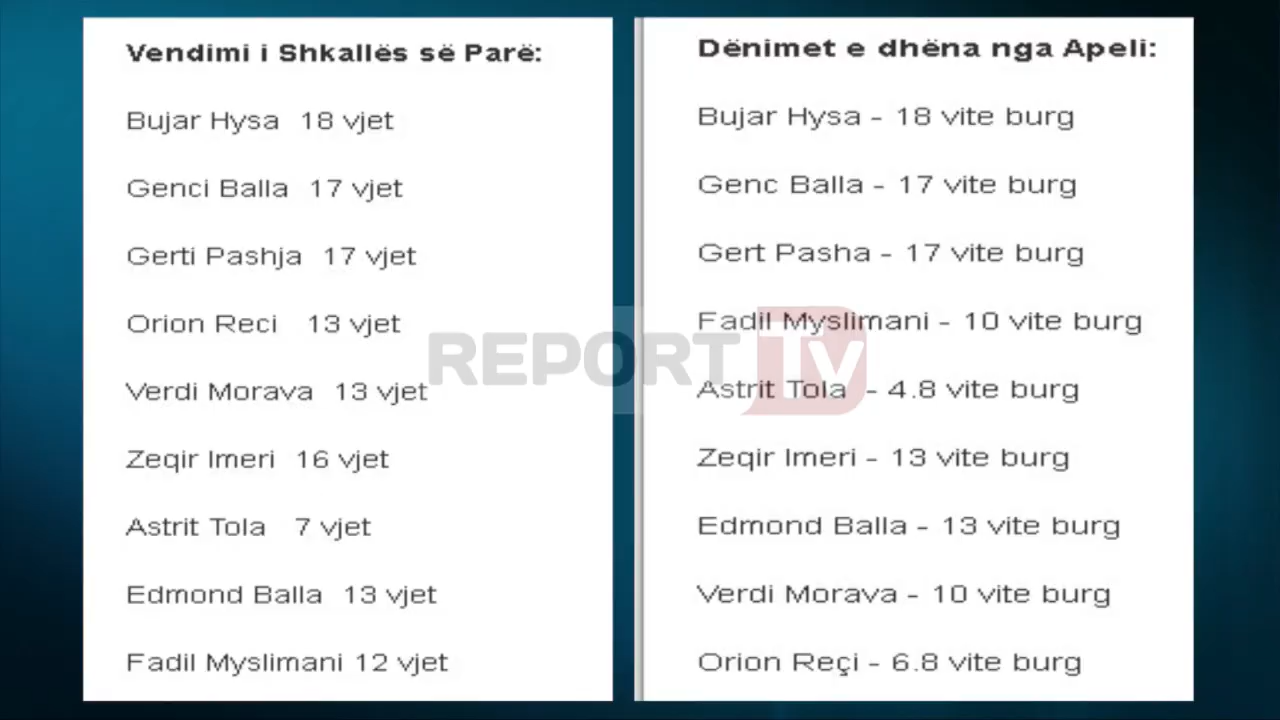 Vendimi i Shkallës së Parë:
Bujar Hysa 18 vjet
Genci Balla 17 vjet
Gerti Pashja 17 vjet
Orion Reci 13 vjet
Verdi Morava 13 vjet
Zeqir Imeri 16 vjet
Astrit Tola 7 vjet
Edmond Balla 13 vjet
Fadil Myslimani 12 vjet
Dënimet e dhëna nga Apeli:
Bujar Hysa - 18 vite burg
Genc Balla - 17 vite burg
Gert Pasha - 17 vite burg
Fadil Myslimani - 10 vite burg
Astrit Tola - 4.8 vite burg
Zeqir Imeri - 13 vite burg
Edmond Balla - 13 vite burg
Verdi Morava - 10 vite burg
Orion Reçi - 6.8 vite burg
REPORT Tv